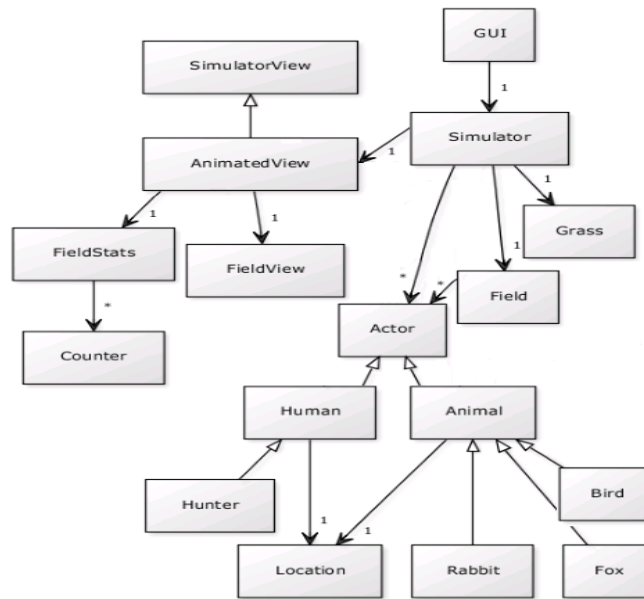 GUI
SimulatorView
1
Simulator
AnimatedView
1
1
1
1
Grass
FieldStats
FieldView
1
Field
*
*
*
Actor
Counter
Human
Animal
Hunter
Bird
1
1
Location
Rabbit
Fox